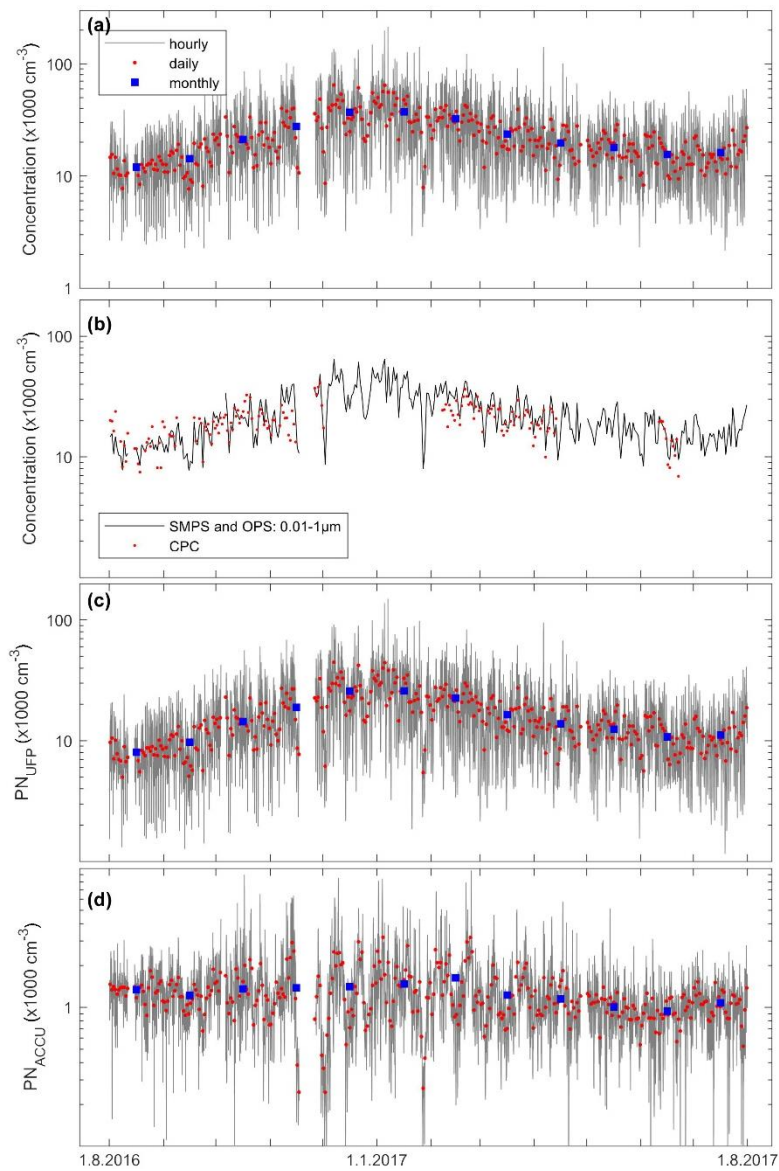 (a)
hourly
daily
monthly
100
10
1
Concentration (x1000 cm⁻³)
(b)
100
10
Concentration (x1000 cm⁻³)
SMPS and OPS: 0.01-1µm
CPC
(c)
100
10
PN_UFP (x1000 cm⁻³)
(d)
1
PN_ACCU (x1000 cm⁻³)
1.8.2016 1.1.2017 1.8.2017